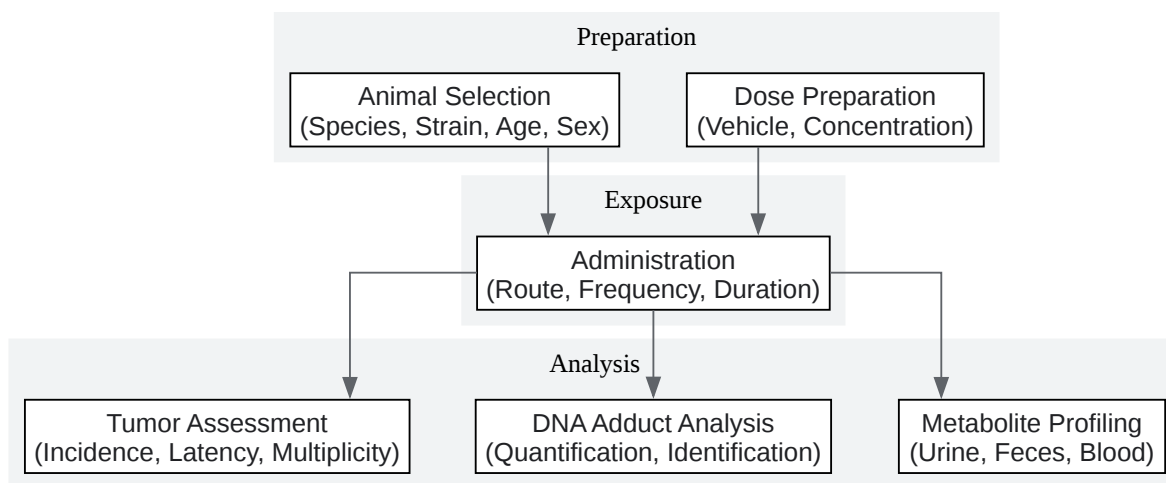 Preparation
Animal Selection
(Species, Strain, Age, Sex)
Dose Preparation
(Vehicle, Concentration)
Exposure
Administration
(Route, Frequency, Duration)
Analysis
Tumor Assessment
(Incidence, Latency, Multiplicity)
DNA Adduct Analysis
(Quantification, Identification)
Metabolite Profiling
(Urine, Feces, Blood)